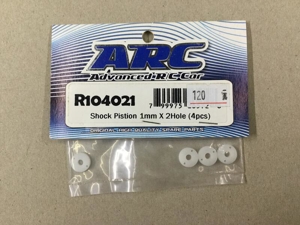 ARC
Advanced R C Car
R104021
120
Shock Pistion 1mm X 2Hole (4pcs)